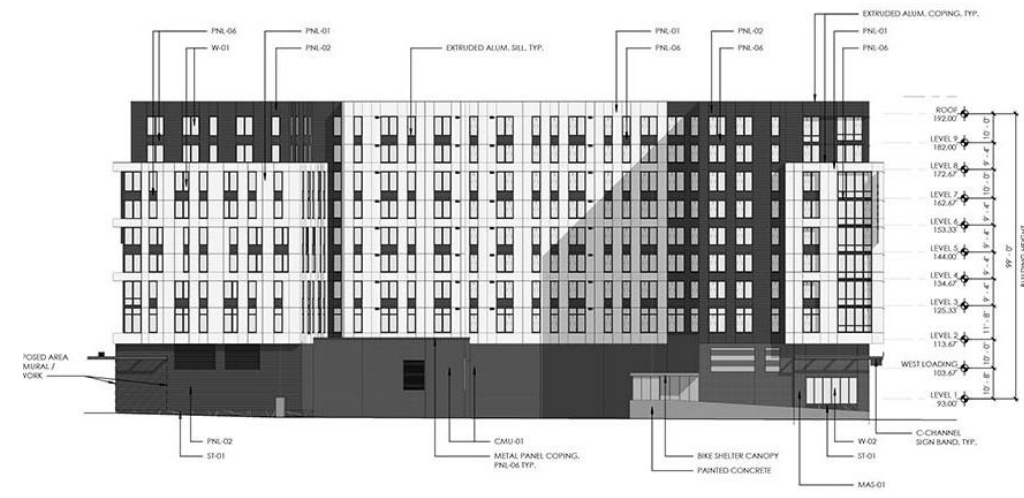 EXTRUDED ALUM. COPING. TYP.
PNL-06
PNL-01
PNL-01
PNL-02
PNL-01
W-01
PNL-02
EXTRUDED ALUM. SILL. TYP.
PNL-06
PNL-06
PNL-06
ROOF
192.00
10' - 0"
LEVEL 9
182.00
9' - 4"
LEVEL 8
172.67
10' - 0"
LEVEL 7
162.67
9' - 4"
LEVEL 6
153.33
9' - 4"
LEVEL 5
144.00
9' - 4"
LEVEL 4
134.67
9' - 4"
LEVEL 3
125.33
11' - 8"
LEVEL 2
113.67
10' - 0"
WEST LOADING
103.67
10' - 8"
LEVEL 1
93.00
99' - 0"
BUILDING HEIGHT
POSED AREA
MURAL /
VORK
PNL-02
ST-01
CMU-01
METAL PANEL COPING.
PNL-06 TYP.
BIKE SHELTER CANOPY
PAINTED CONCRETE
W-02
ST-01
MAS-01
C-CHANNEL
SIGN BAND. TYP.